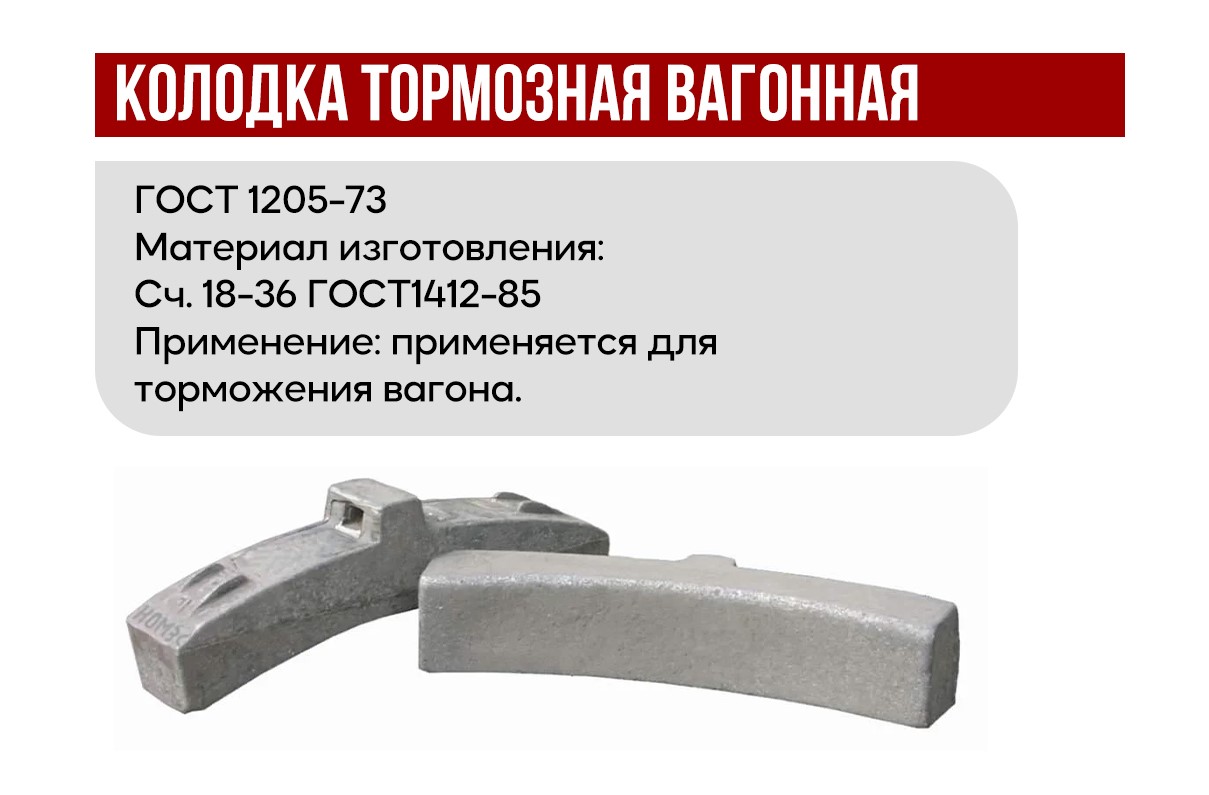 КОЛОДКА ТОРМОЗНАЯ ВАГОННАЯ
ГОСТ 1205-73
Материал изготовления:
Сч. 18-36 ГОСТ1412-85
Применение: применяется для
торможения вагона.